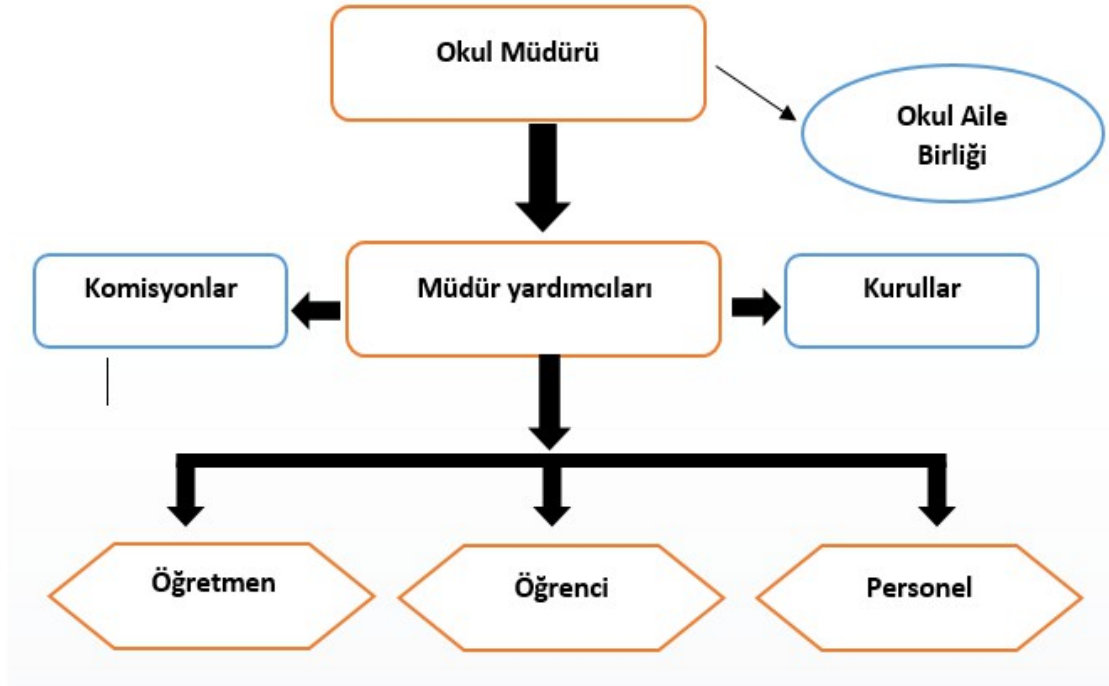 Okul Müdürü
Okul Aile
Birliği
Komisyonlar
Müdür yardımcıları
Kurullar
Öğretmen
Öğrenci
Personel